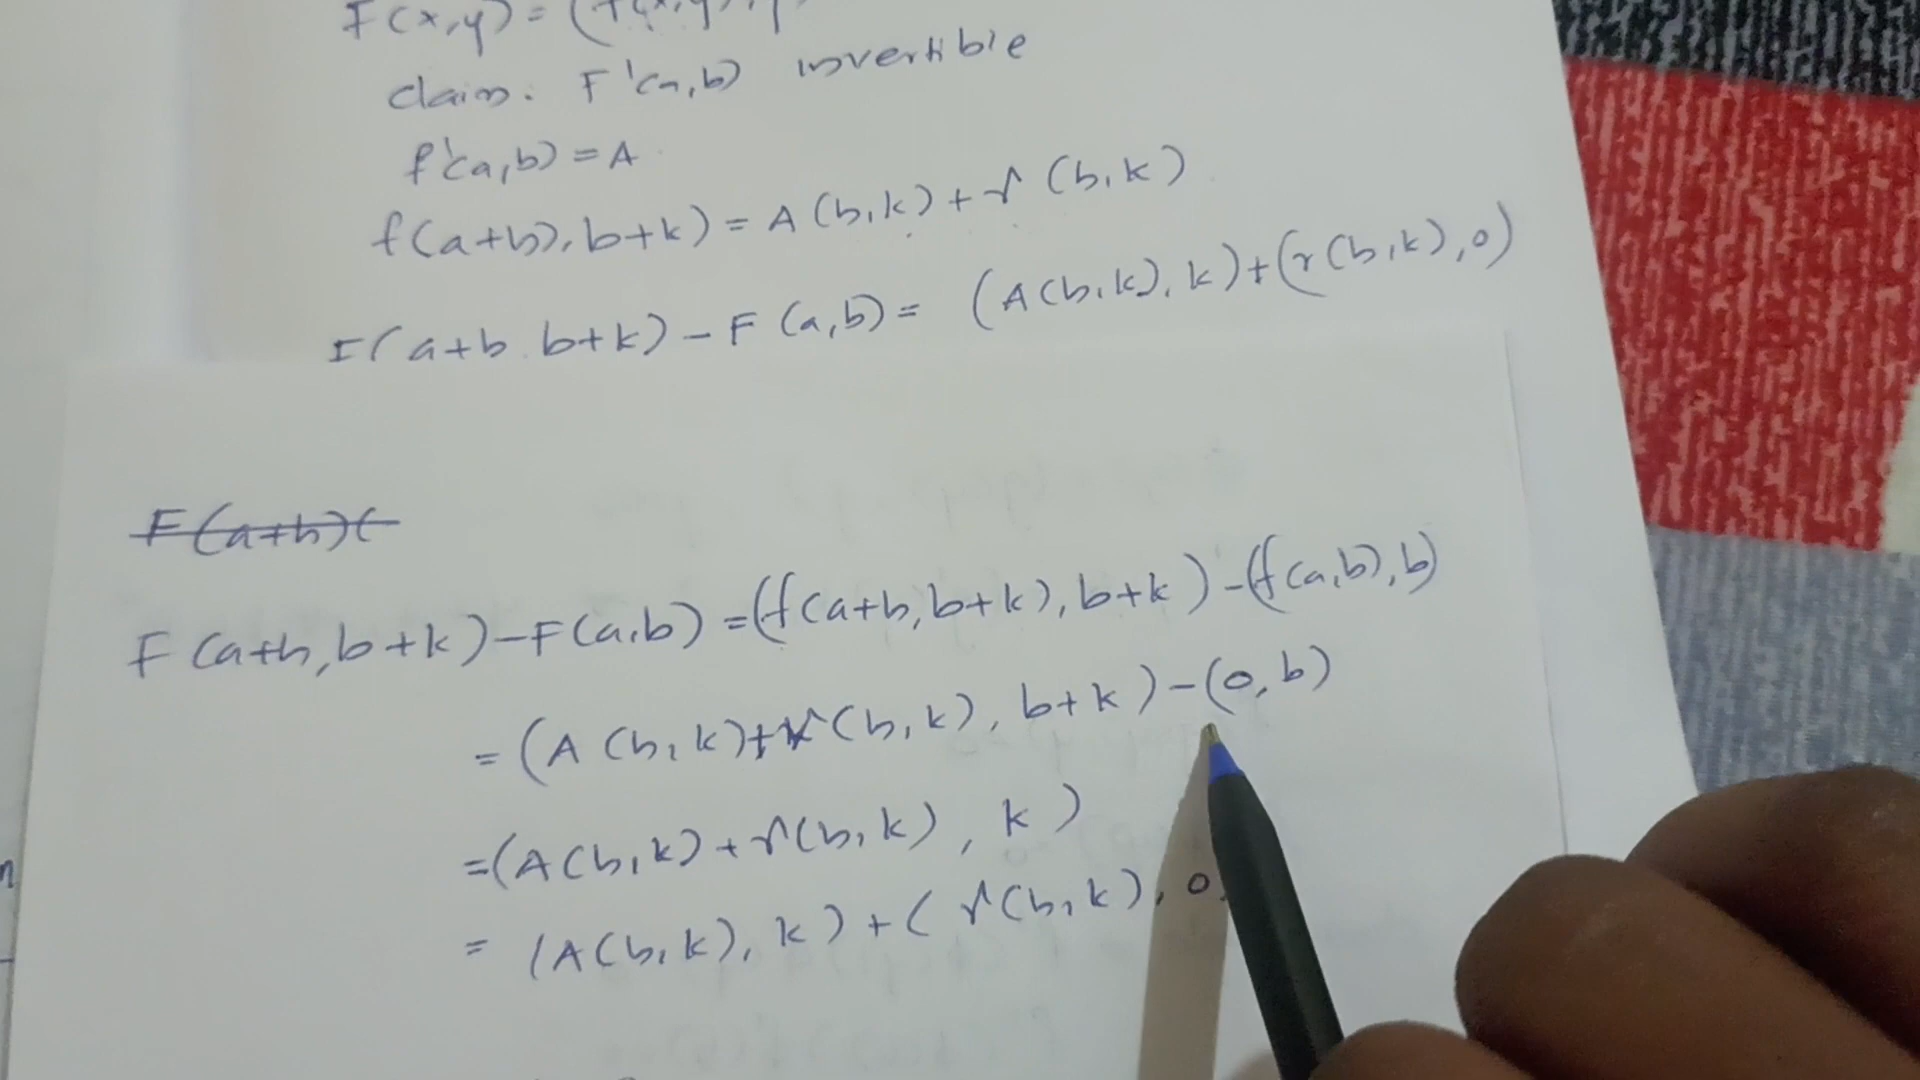 F(x,y) = (f(x,y), y
claim. F'(a,b) invertible
f'(a,b) = A
f(a+h), b+k) = A(h,k) + r(h,k)
F(a+h b+k) - F(a,b) = (A(h,k), k) + (r(h,k), 0)
F(a+h)(
F(a+h, b+k) - F(a,b) = (f(a+h, b+k), b+k) - (f(a,b), b)
= (A(h,k) + r(h,k), b+k) - (0, b)
= (A(h,k) + r(h,k), k)
= (A(h,k), k) + (r(h,k), 0